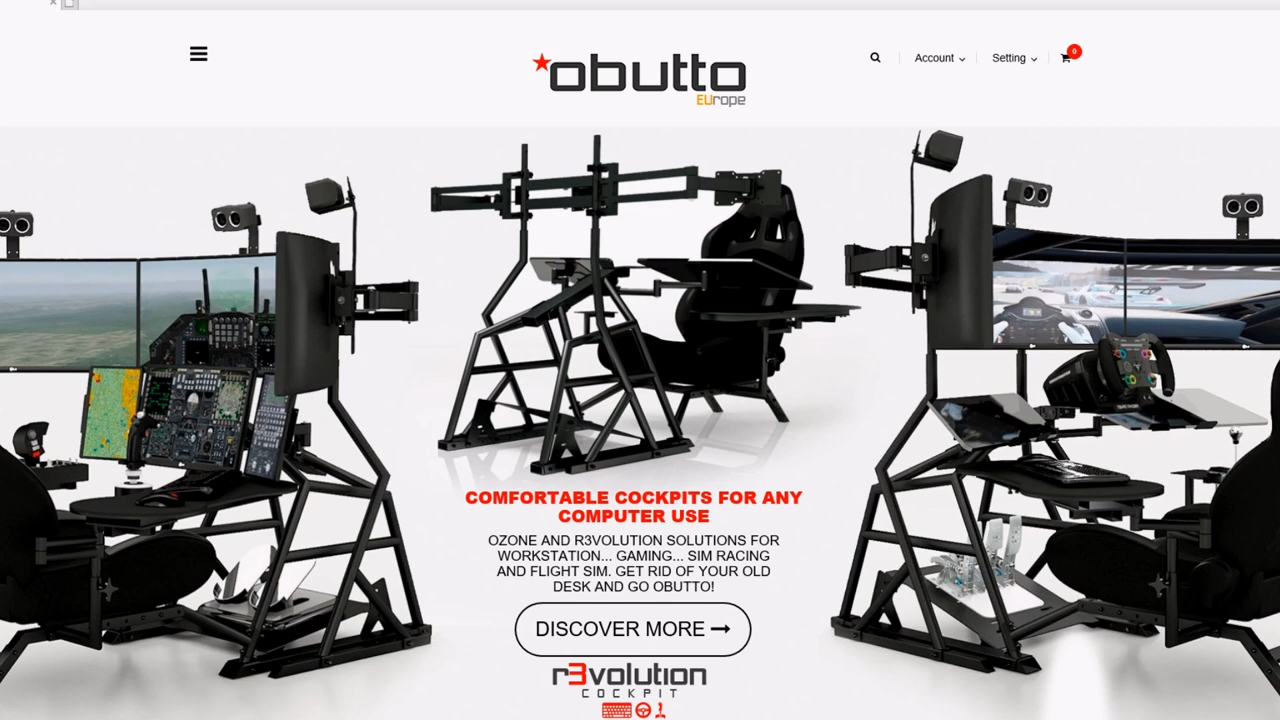 obutto
EUrope
Account
Setting
0
COMFORTABLE COCKPITS FOR ANY
COMPUTER USE
OZONE AND R3VOLUTION SOLUTIONS FOR
WORKSTATION... GAMING... SIM RACING
AND FLIGHT SIM. GET RID OF YOUR OLD
DESK AND GO OBUTTO!
DISCOVER MORE
r3volution
COCKPIT